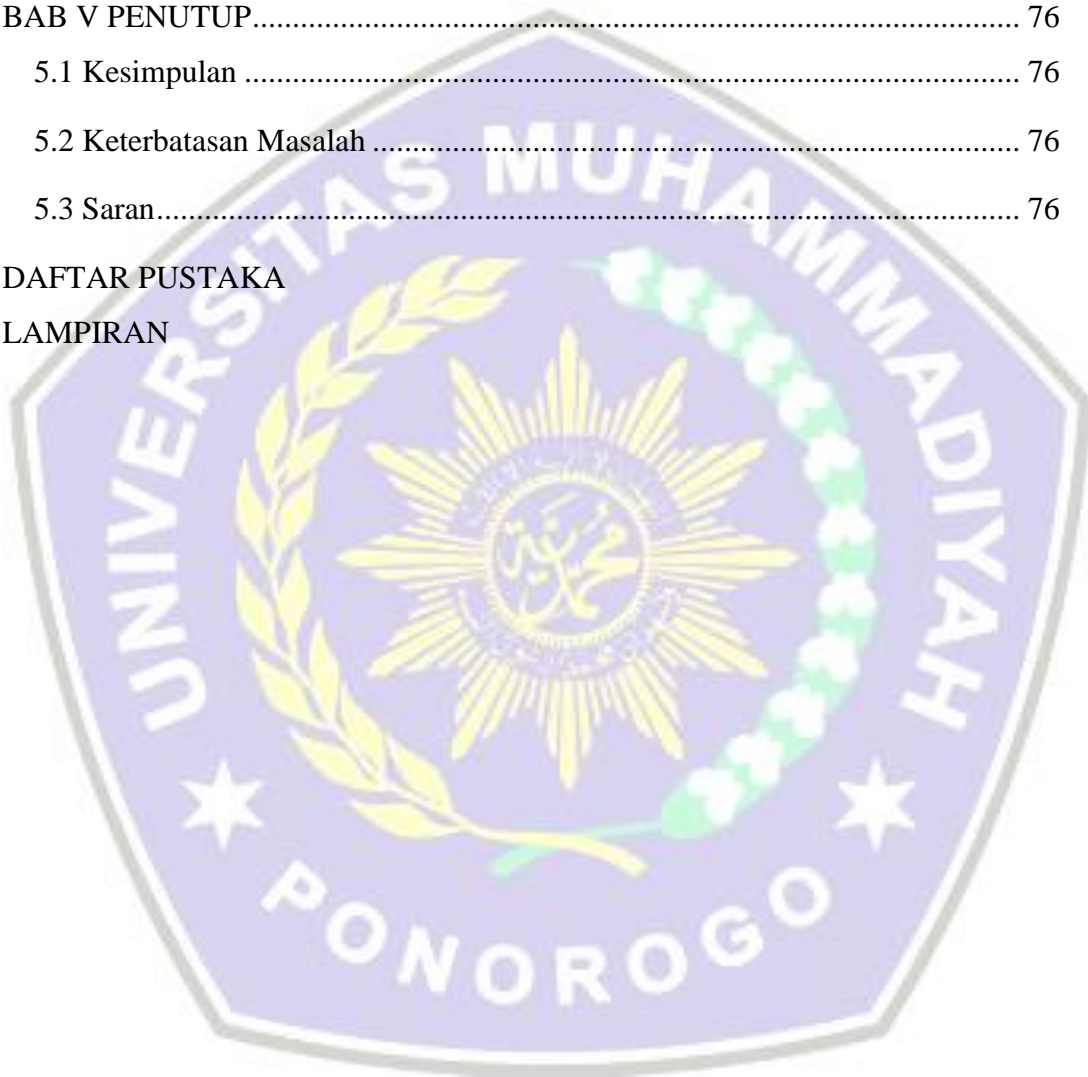 BAB V PENUTUP................................................................................................ 76
5.1 Kesimpulan ................................................................................................. 76
5.2 Keterbatasan Masalah ................................................................................. 76
5.3 Saran............................................................................................................ 76
DAFTAR PUSTAKA
LAMPIRAN
UNIVERSITAS MUHAMMADIYAH
PONOROGO